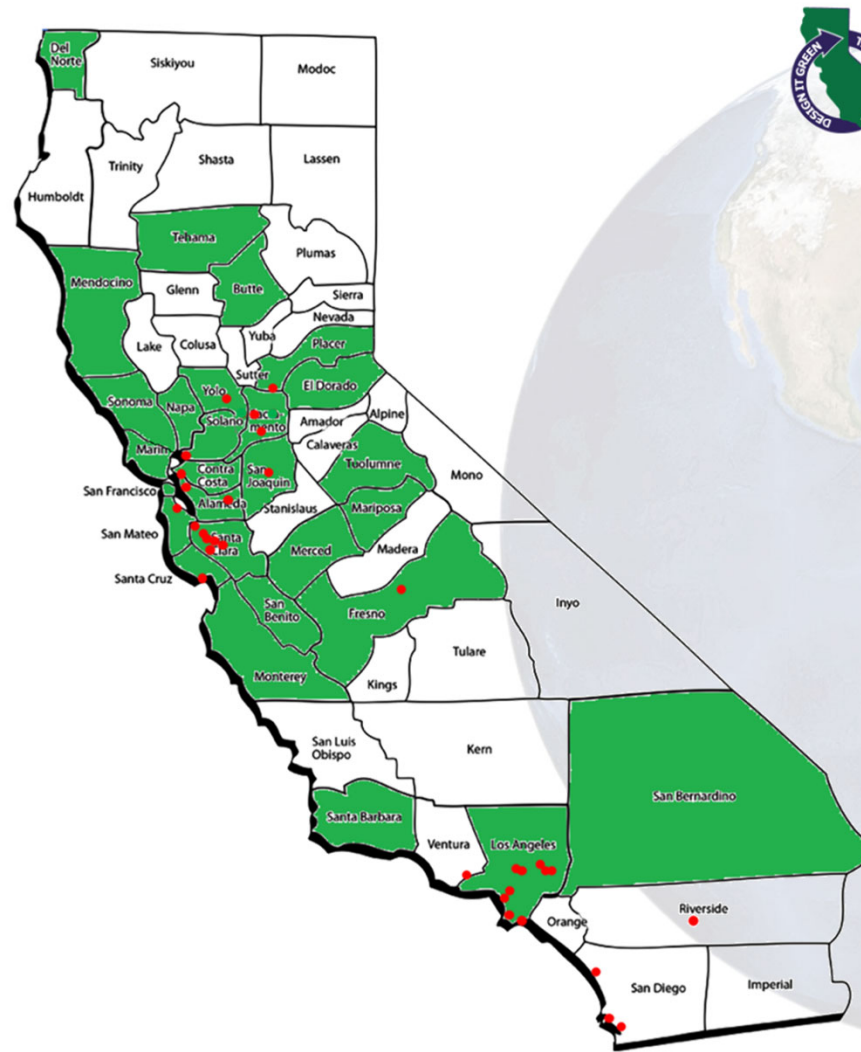 DESIGN IT GREEN
Del
Norte
Siskiyou
Modoc
Humboldt
Trinity
Shasta
Lassen
Tehama
Plumas
Mendocino
Glenn
Butte
Sierra
Nevada
Lake
Colusa
Yuba
Placer
Sutter
El Dorado
Sonoma
Napa
Yolo
Solano
Amador
Alpine
Calaveras
Marin
Contra
Costa
San
Joaquin
Tuolumne
Mono
San Francisco
Alameda
Stanislaus
Mariposa
San Mateo
Santa
Clara
Merced
Madera
Santa Cruz
San
Benito
Fresno
Inyo
Monterey
Kings
Tulare
San Luis
Obispo
Kern
San Bernardino
Santa Barbara
Ventura
Los Angeles
Orange
Riverside
San Diego
Imperial